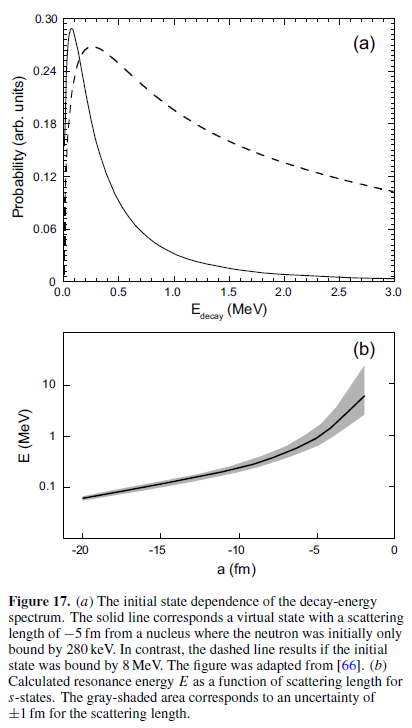 0.30
(a)
0.24
0.18
0.12
0.06
0
Probability (arb. units)
0.0 0.5 1.0 1.5 2.0 2.5 3.0
E_decay (MeV)
(b)
10
1
0.1
E (MeV)
-20 -15 -10 -5 0
a (fm)
Figure 17. (a) The initial state dependence of the decay-energy
spectrum. The solid line corresponds a virtual state with a scattering
length of −5 fm from a nucleus where the neutron was initially only
bound by 280 keV. In contrast, the dashed line results if the initial
state was bound by 8 MeV. The figure was adapted from [66]. (b)
Calculated resonance energy E as a function of scattering length for
s-states. The gray-shaded area corresponds to an uncertainty of
±1 fm for the scattering length.